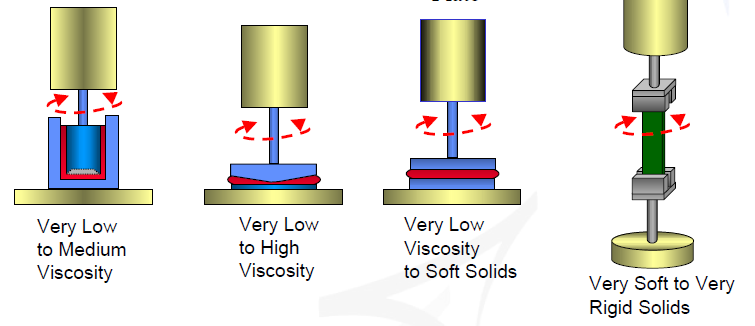 Very Low
to Medium
Viscosity
Very Low
to High
Viscosity
Very Low
Viscosity
to Soft Solids
Very Soft to Very
Rigid Solids